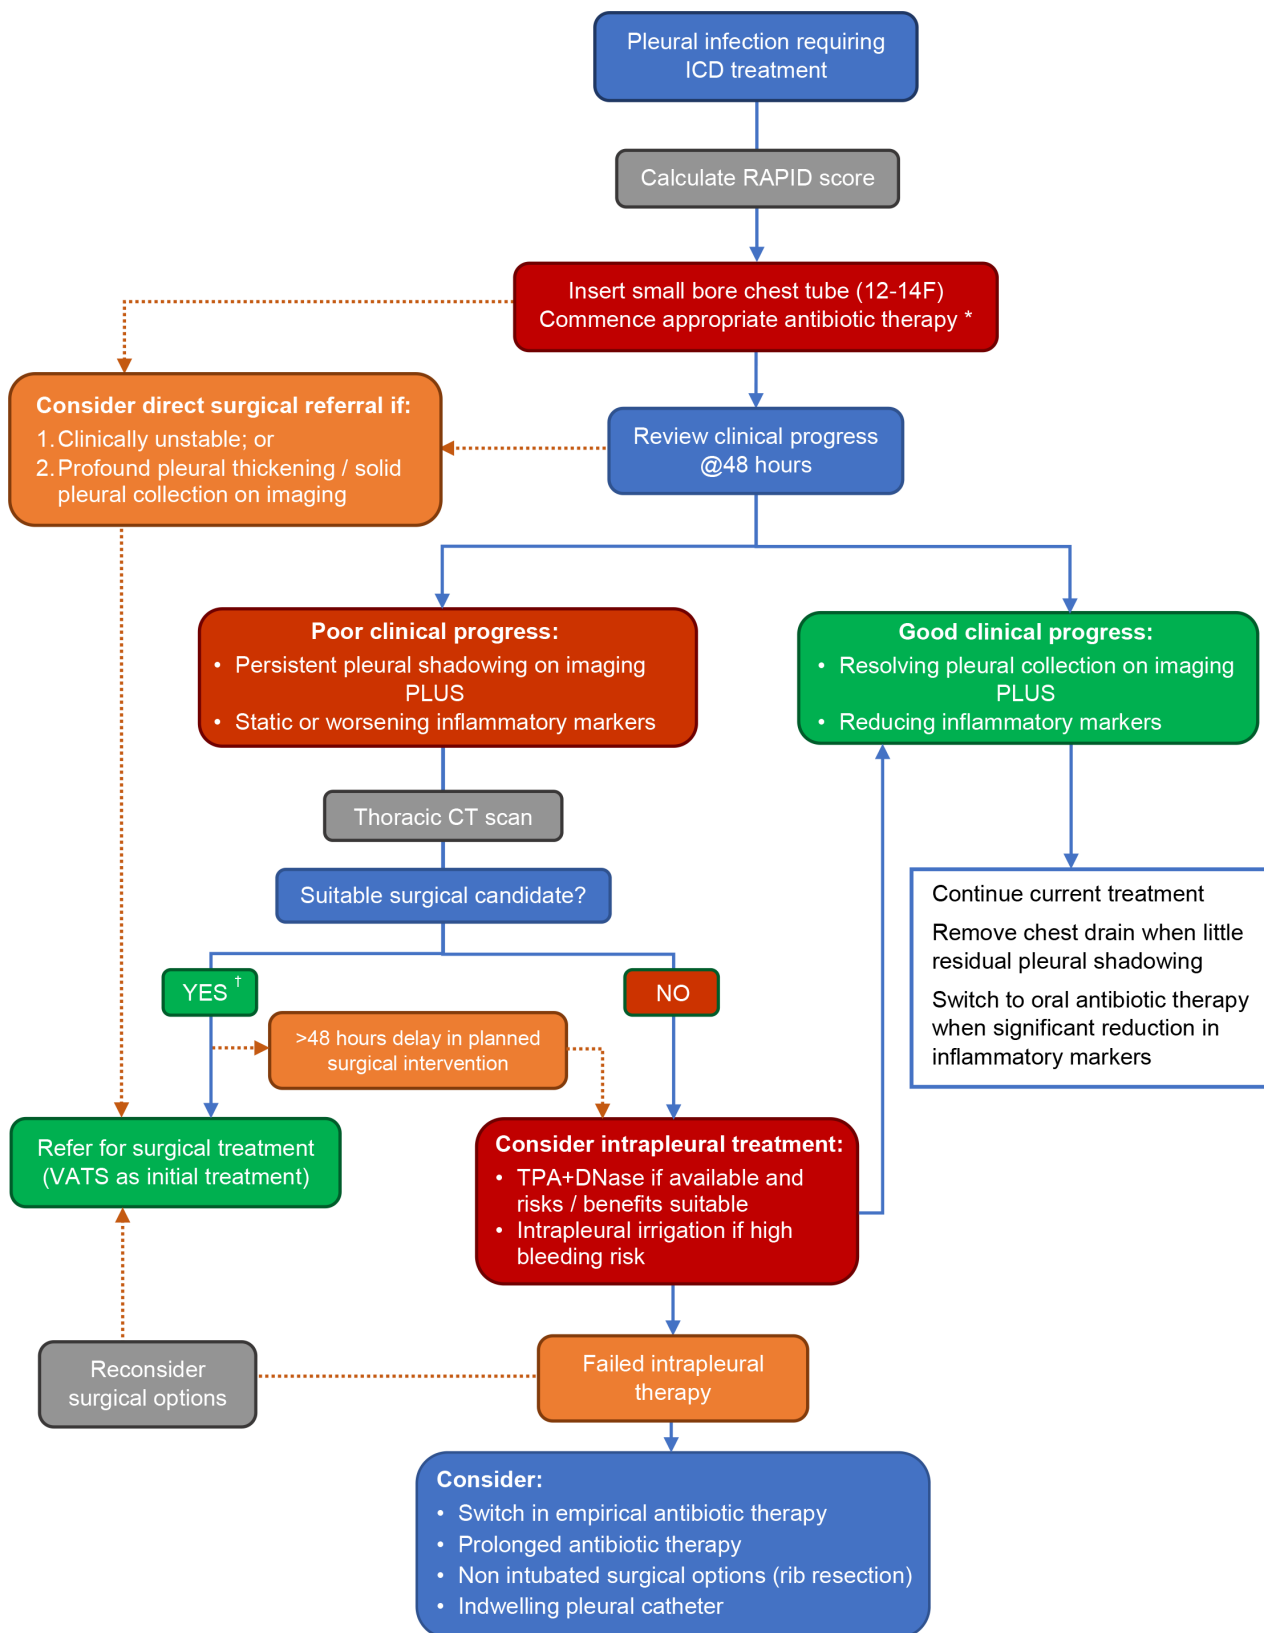 Pleural infection requiring
ICD treatment
Calculate RAPID score
Insert small bore chest tube (12-14F)
Commence appropriate antibiotic therapy *
Consider direct surgical referral if:
1. Clinically unstable; or
2. Profound pleural thickening / solid
pleural collection on imaging
Review clinical progress
@48 hours
Poor clinical progress:
• Persistent pleural shadowing on imaging
PLUS
• Static or worsening inflammatory markers
Good clinical progress:
• Resolving pleural collection on imaging
PLUS
• Reducing inflammatory markers
Thoracic CT scan
Suitable surgical candidate?
Continue current treatment
Remove chest drain when little
residual pleural shadowing
Switch to oral antibiotic therapy
when significant reduction in
inflammatory markers
YES †
NO
>48 hours delay in planned
surgical intervention
Refer for surgical treatment
(VATS as initial treatment)
Consider intrapleural treatment:
• TPA+DNase if available and
risks / benefits suitable
• Intrapleural irrigation if high
bleeding risk
Reconsider
surgical options
Failed intrapleural
therapy
Consider:
• Switch in empirical antibiotic therapy
• Prolonged antibiotic therapy
• Non intubated surgical options (rib resection)
• Indwelling pleural catheter